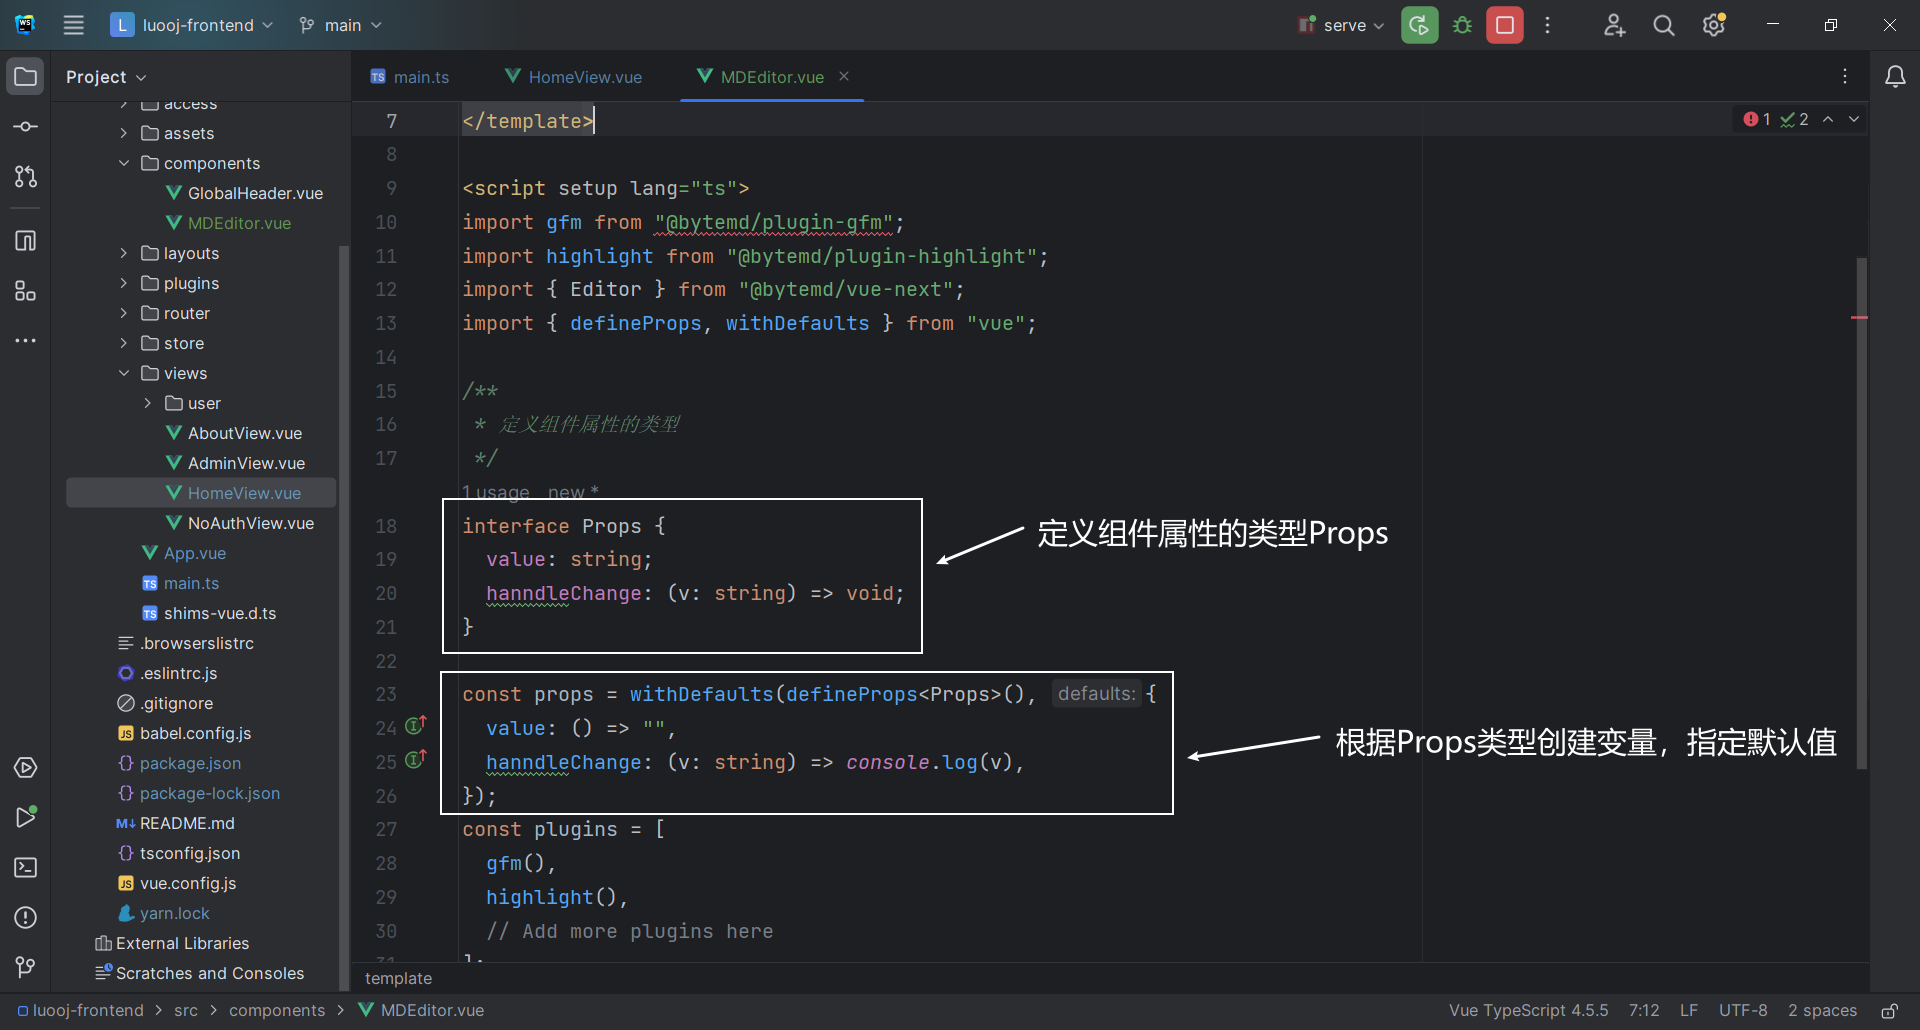 luooj-frontend
main
serve
Project
main.ts
HomeView.vue
MDEditor.vue
access
assets
components
GlobalHeader.vue
MDEditor.vue
layouts
plugins
router
store
views
user
AboutView.vue
AdminView.vue
HomeView.vue
NoAuthView.vue
App.vue
main.ts
shims-vue.d.ts
.browserslistrc
.eslintrc.js
.gitignore
babel.config.js
package.json
package-lock.json
README.md
tsconfig.json
vue.config.js
yarn.lock
External Libraries
Scratches and Consoles
1 2
7 </template>
8
9 <script setup lang="ts">
10 import gfm from "@bytemd/plugin-gfm";
11 import highlight from "@bytemd/plugin-highlight";
12 import { Editor } from "@bytemd/vue-next";
13 import { defineProps, withDefaults } from "vue";
14
15 /**
16 * 定义组件属性的类型
17 */
1 usage new *
18 interface Props {
19 value: string;
20 hanndleChange: (v: string) => void;
21 }
定义组件属性的类型Props
22
23 const props = withDefaults(defineProps<Props>(), defaults: {
24 value: () => "",
25 hanndleChange: (v: string) => console.log(v),
26 });
根据Props类型创建变量，指定默认值
27 const plugins = [
28 gfm(),
29 highlight(),
30 // Add more plugins here
31 ];
template
luooj-frontend > src > components > MDEditor.vue
Vue TypeScript 4.5.5 7:12 LF UTF-8 2 spaces